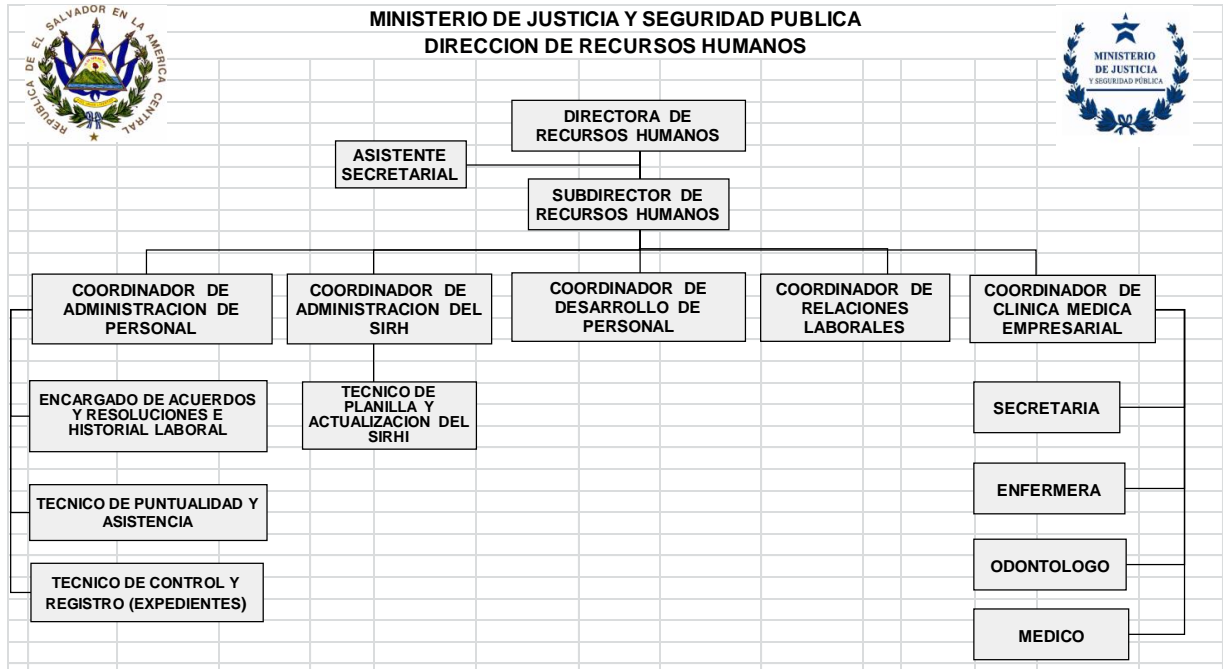 MINISTERIO DE JUSTICIA Y SEGURIDAD PUBLICA
DIRECCION DE RECURSOS HUMANOS
REPUBLICA DE EL SALVADOR EN LA AMERICA CENTRAL
MINISTERIO
DE JUSTICIA
Y SEGURIDAD PÚBLICA
DIRECTORA DE
RECURSOS HUMANOS
ASISTENTE
SECRETARIAL
SUBDIRECTOR DE
RECURSOS HUMANOS
COORDINADOR DE
ADMINISTRACION DE
PERSONAL
COORDINADOR DE
ADMINISTRACION DEL
SIRH
COORDINADOR DE
DESARROLLO DE
PERSONAL
COORDINADOR DE
RELACIONES
LABORALES
COORDINADOR DE
CLINICA MEDICA
EMPRESARIAL
ENCARGADO DE ACUERDOS
Y RESOLUCIONES E
HISTORIAL LABORAL
TECNICO DE
PLANILLA Y
ACTUALIZACION DEL
SIRHI
SECRETARIA
TECNICO DE PUNTUALIDAD Y
ASISTENCIA
ENFERMERA
TECNICO DE CONTROL Y
REGISTRO (EXPEDIENTES)
ODONTOLOGO
MEDICO